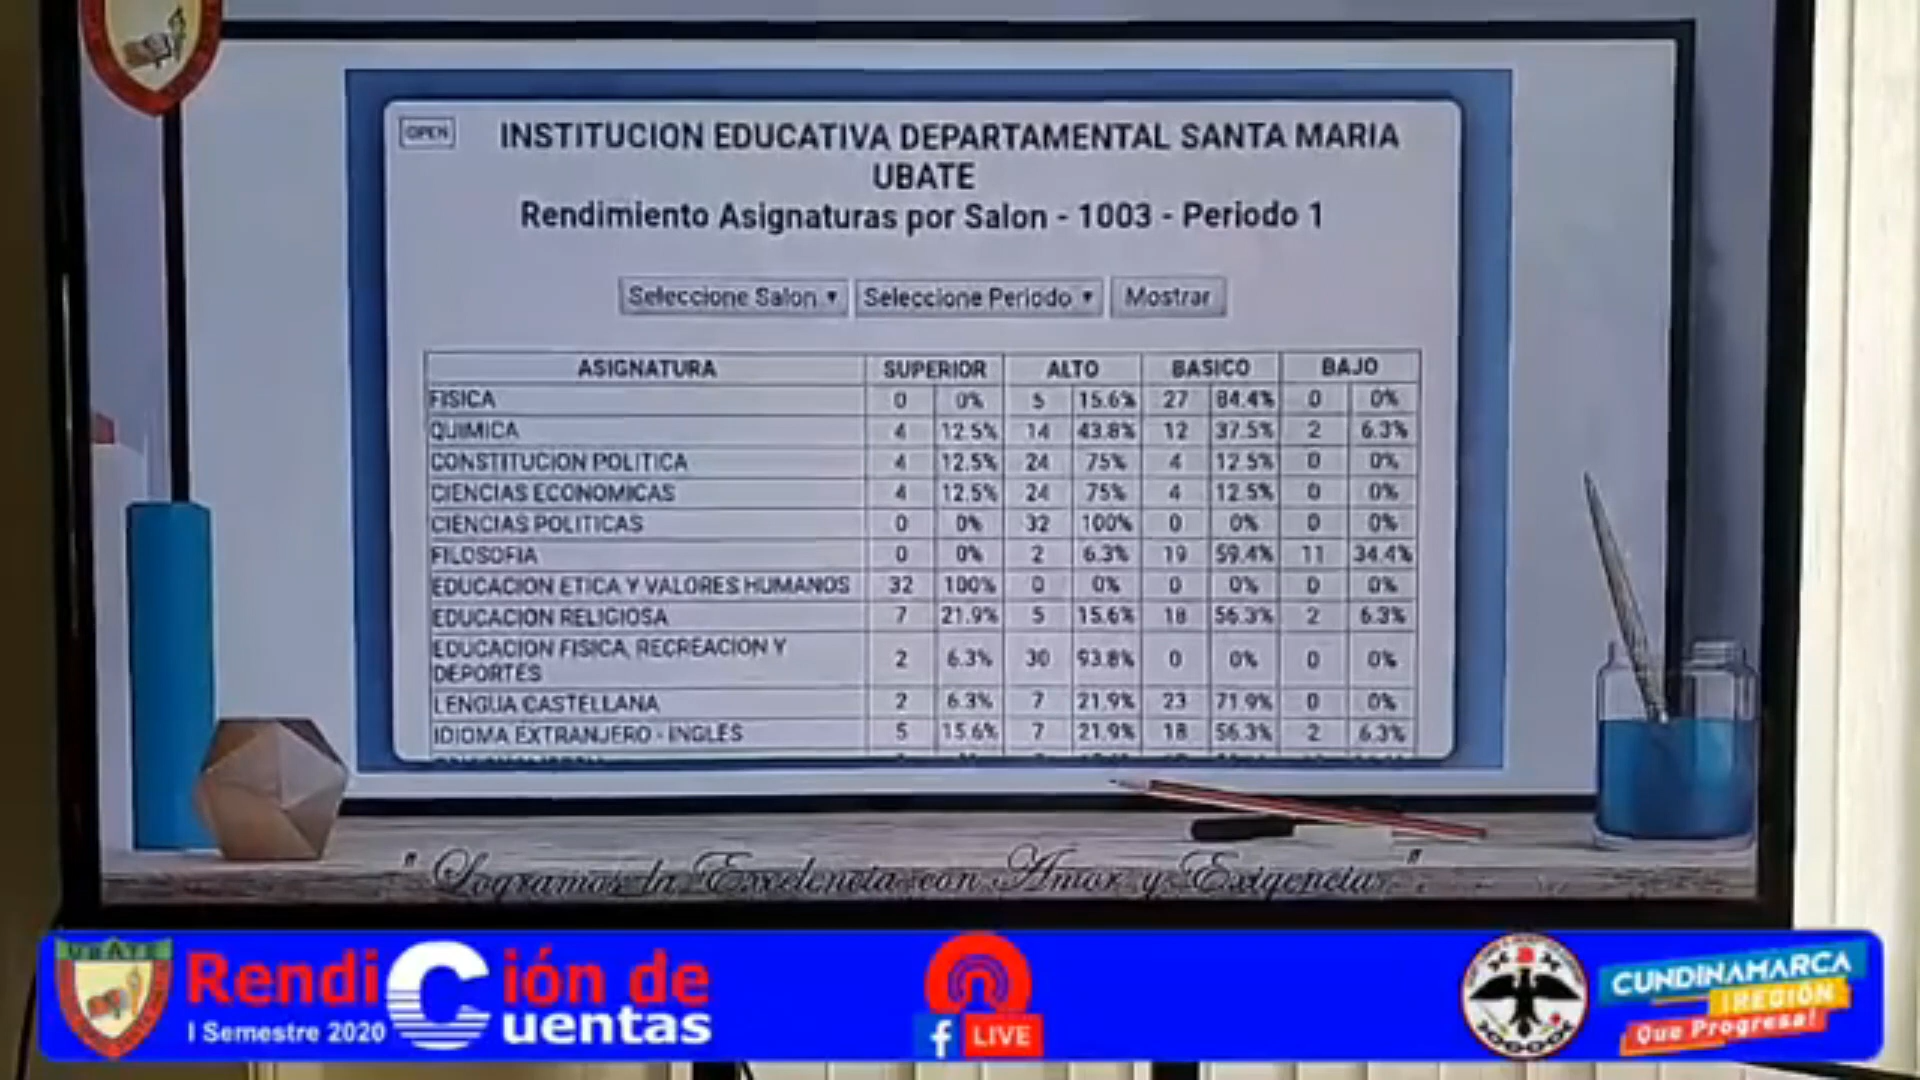 OPEN
INSTITUCION EDUCATIVA DEPARTAMENTAL SANTA MARIA
UBATE
Rendimiento Asignaturas por Salon - 1003 - Periodo 1
Seleccione Salon ▾ Seleccione Periodo ▾ Mostrar
ASIGNATURA SUPERIOR ALTO BASICO BAJO
FISICA 0 0% 5 15.6% 27 84.4% 0 0%
QUIMICA 4 12.5% 14 43.8% 12 37.5% 2 6.3%
CONSTITUCION POLITICA 4 12.5% 24 75% 4 12.5% 0 0%
CIENCIAS ECONOMICAS 4 12.5% 24 75% 4 12.5% 0 0%
CIENCIAS POLITICAS 0 0% 32 100% 0 0% 0 0%
FILOSOFIA 0 0% 2 6.3% 19 59.4% 11 34.4%
EDUCACION ETICA Y VALORES HUMANOS 32 100% 0 0% 0 0% 0 0%
EDUCACION RELIGIOSA 7 21.9% 5 15.6% 18 56.3% 2 6.3%
EDUCACION FISICA, RECREACION Y
DEPORTES 2 6.3% 30 93.8% 0 0% 0 0%
LENGUA CASTELLANA 2 6.3% 7 21.9% 23 71.9% 0 0%
IDIOMA EXTRANJERO - INGLES 5 15.6% 7 21.9% 18 56.3% 2 6.3%
" Logramos la Excelencia con Amor y Exigencia "
UBATE
Rendición de
Cuentas
I Semestre 2020
f LIVE
CUNDINAMARCA
¡REGIÓN
Que Progresa!